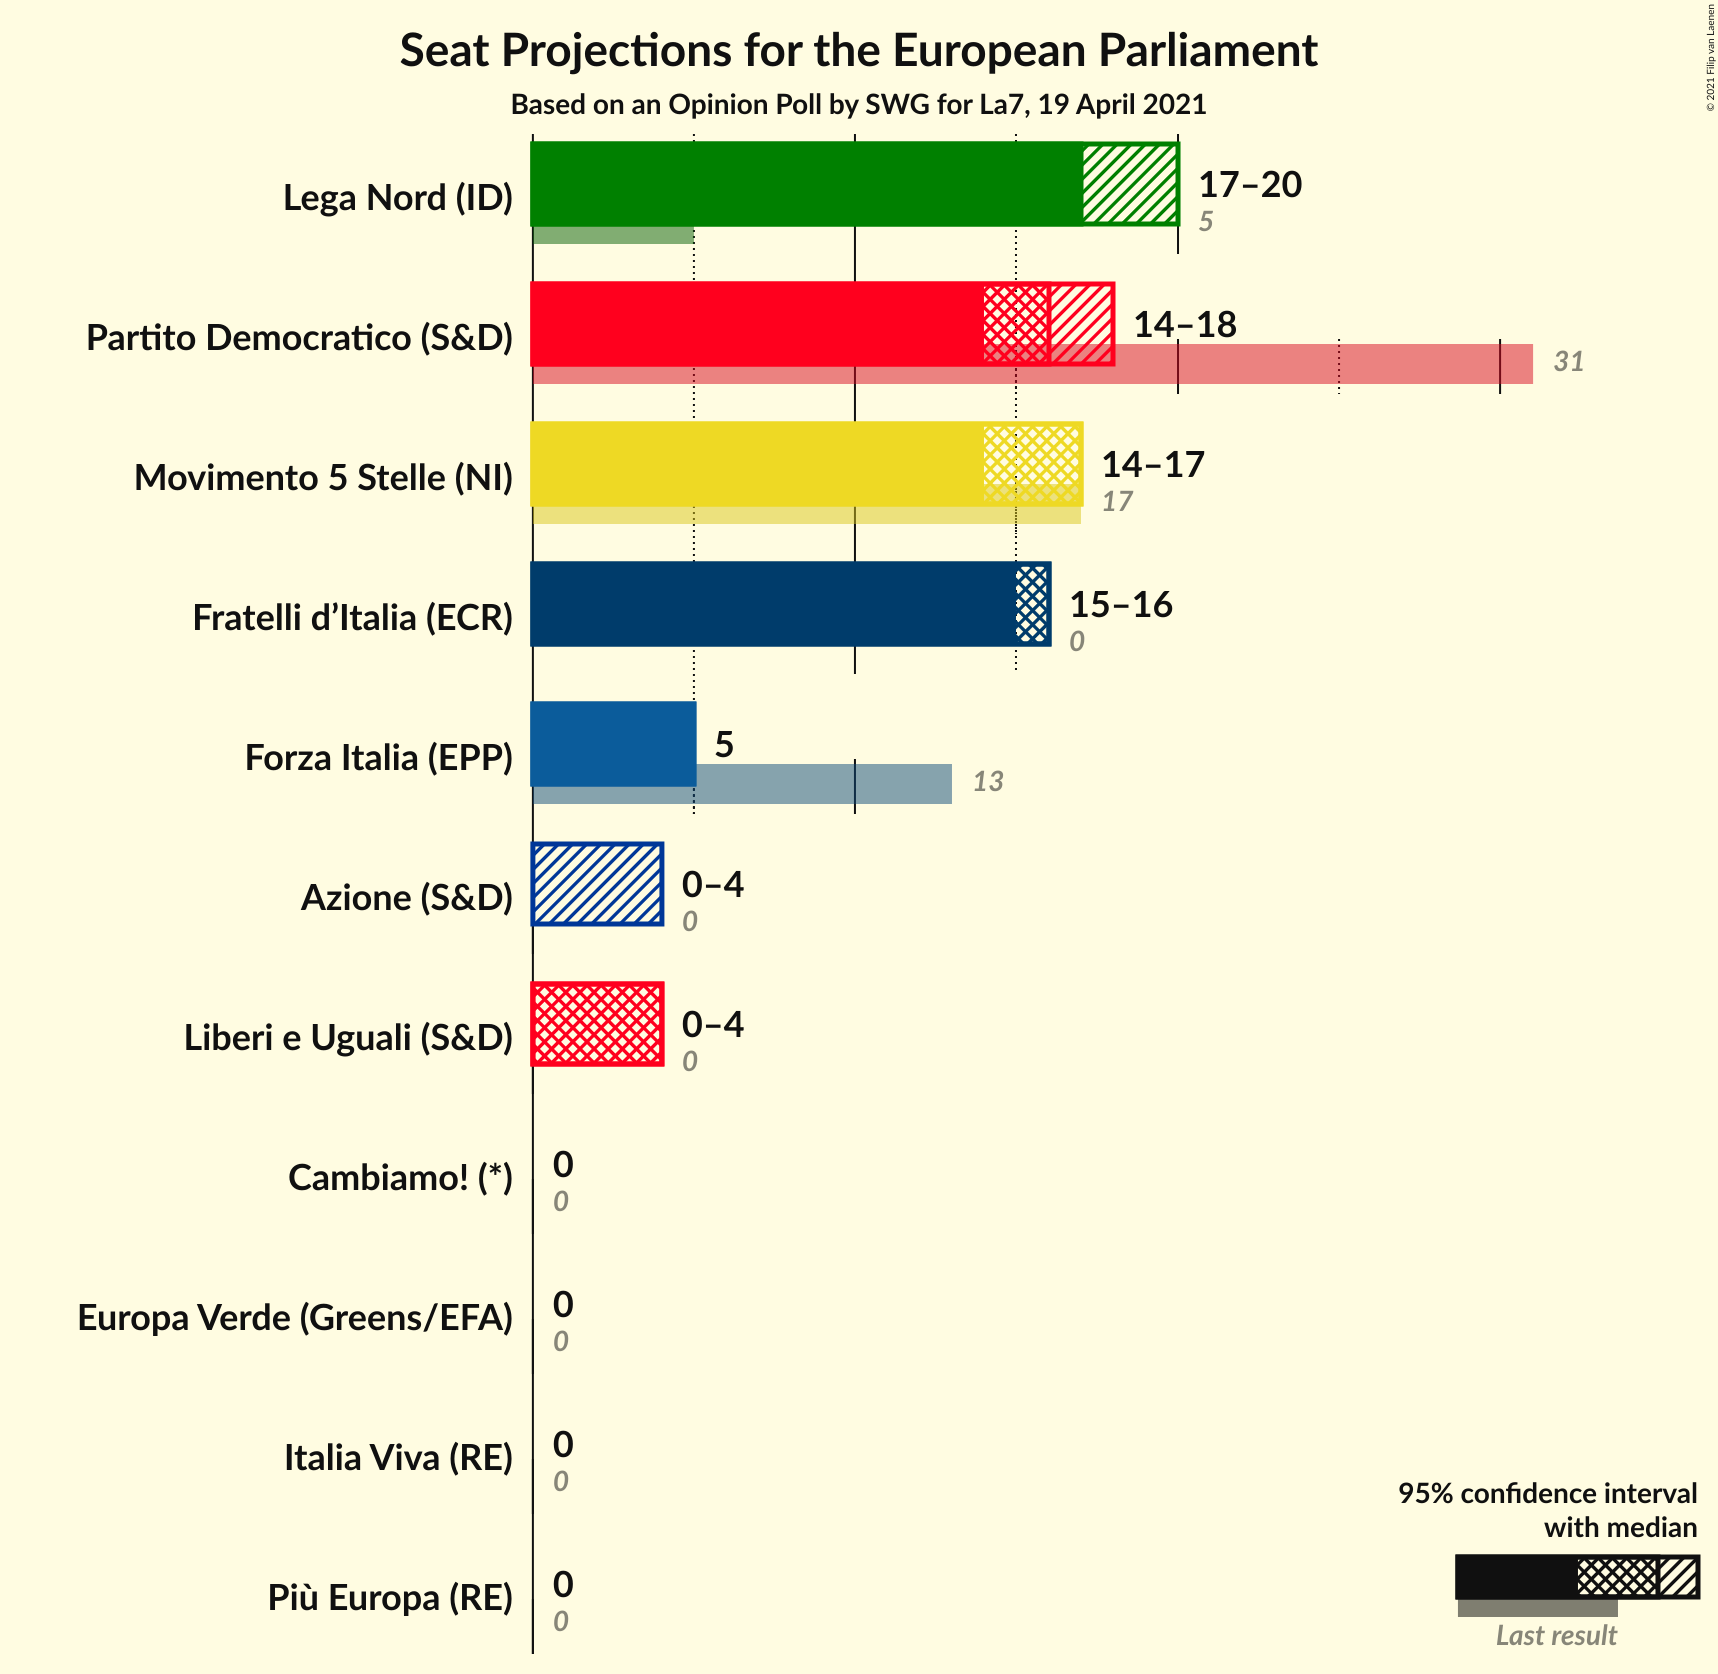 Seat Projections for the European Parliament
Based on an Opinion Poll by SWG for La7, 19 April 2021
© 2021 Filip van Laenen
Lega Nord (ID)
17–20
5
Partito Democratico (S&D)
14–18
31
Movimento 5 Stelle (NI)
14–17
17
Fratelli d’Italia (ECR)
15–16
0
Forza Italia (EPP)
5
13
Azione (S&D)
0–4
0
Liberi e Uguali (S&D)
0–4
0
Cambiamo! (*)
0
0
Europa Verde (Greens/EFA)
0
0
Italia Viva (RE)
0
0
Più Europa (RE)
0
0
95% confidence interval
with median
Last result